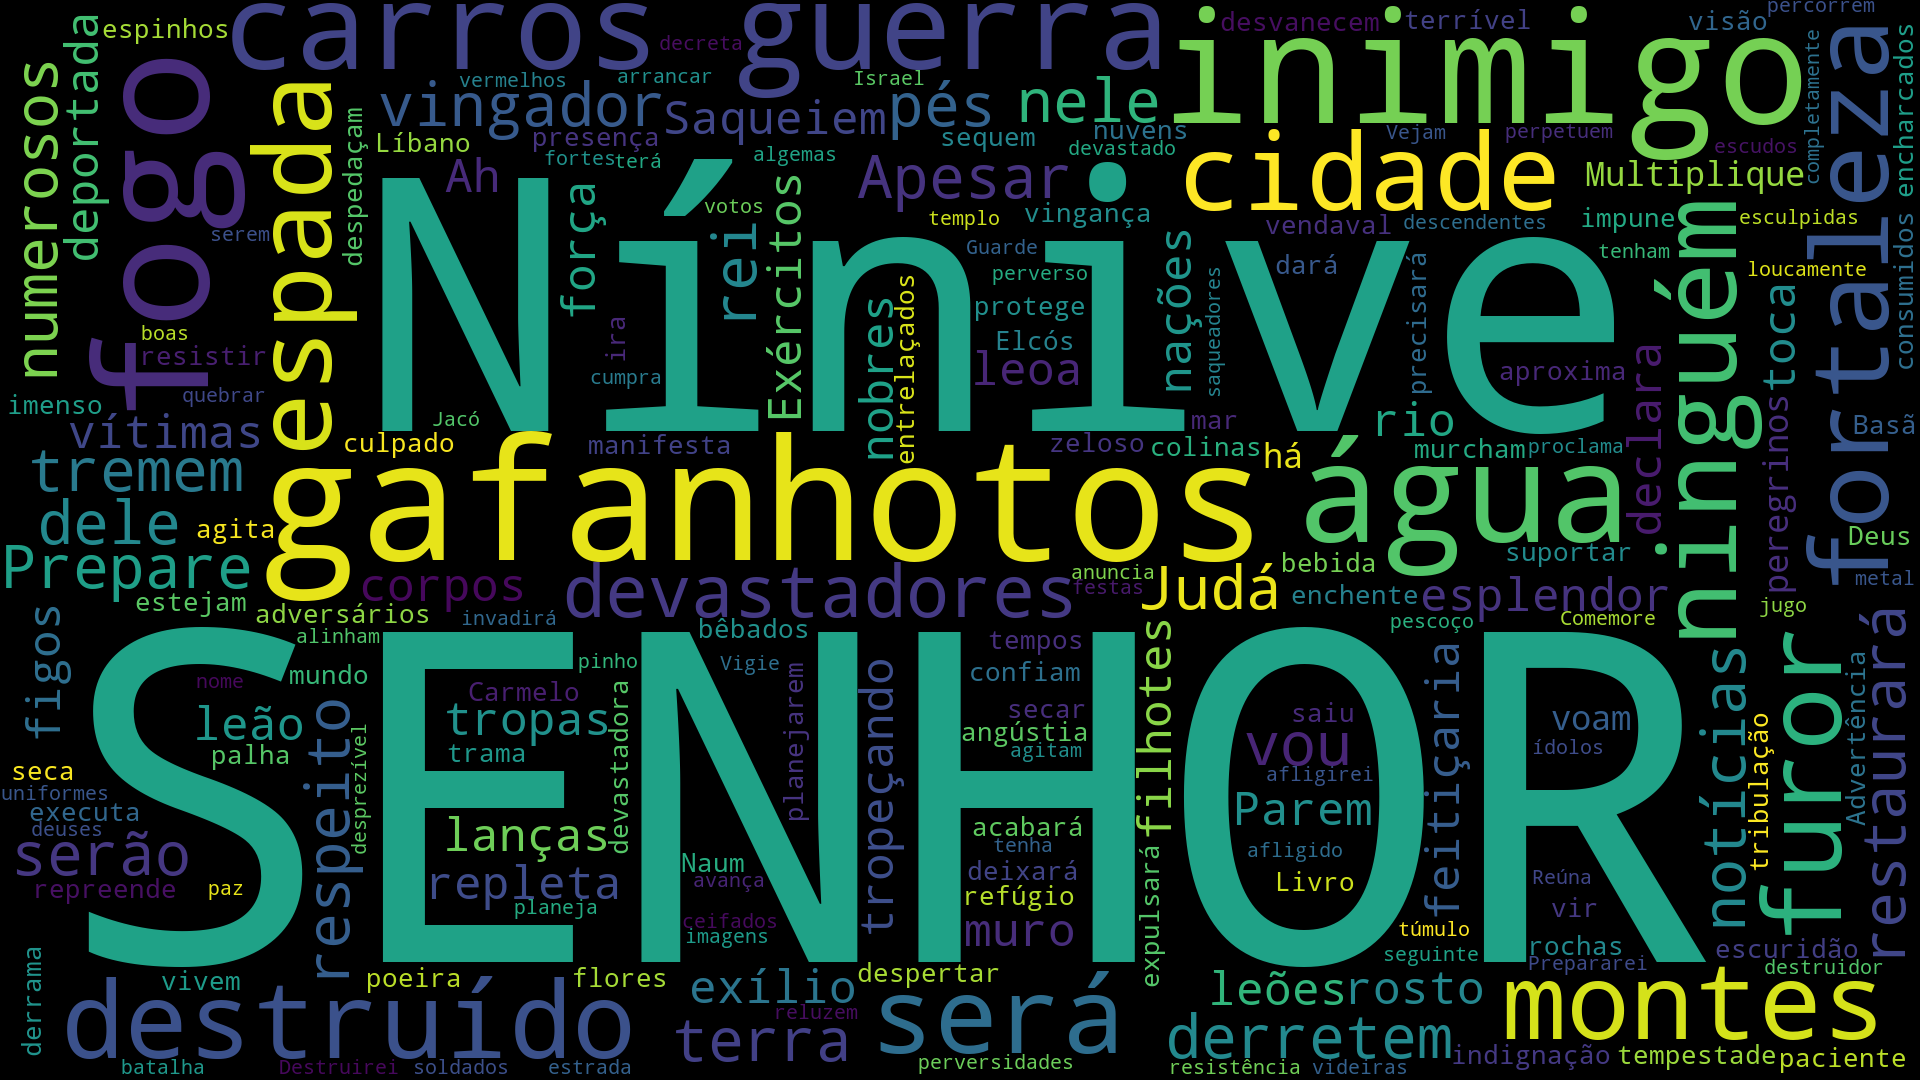 espinhos
carros guerra
decreta
desvanecem
terrível
visão
percorrem
inimigo
vermelhos
arrancar
Israel
vingador
Saqueiem
pés
nele
numerosos
deportada
fogo
espada
despedaçam
Líbano
presença
sequem
nuvens
Vejam
perpetuem
escudos
completamente
fortaleza
encharcados
Ah
fortes
terá
algemas
devastado
Apesar
cidade
Multiplique
serem
força
votos
templo
vingança
vendaval
descendentes
impune
esculpidas
rei
Exércitos
Guarde
nações
ninguém
tenham
Nínive
perverso
dará
loucamente
consumidos
boas
resistir
ira
nobres
entrelaçados
protege
saqueadores
precisará
toca
Elcós
leoa
declara
aproxima
quebrar
cumpra
imenso
Jacó
mar
rio
Basã
vítimas
culpado
manifesta
zeloso
colinas
há
murcham
proclama
peregrinos
tremem
gafanhotos
água
dele
agita
suportar
Deus
Prepare
corpos
devastadores
anuncia
festas
Judá
bebida
enchente
esplendor
metal
estejam
adversários
invadirá
pescoço
Comemore
jugo
figos
alinham
bêbados
tempos
filhotes
restaurará
SENHOR
mundo
pinho
Vigie
confiam
feitiçaria
notícias
furor
Advertência
nome
Carmelo
secar
saiu
voam
leão
respeito
tropas
devastadora
planejarem
tropeçando
angústia
vou
tribulação
palha
desprezível
trama
agitam
ídolos
seca
afligirei
uniformes
executa
lanças
acabará
Parem
deuses
tenha
serão
expulsará
afligido
Naum
deixará
repreende
paz
repleta
avança
refúgio
Livro
Reúna
planeja
ceifados
muro
vir
imagens
túmulo
derrama
seguinte
rochas
escuridão
Prepararei
destruidor
vivem
poeira
flores
despertar
exílio
leões
rosto
montes
destruído
reluzem
será
terra
derretem
indignação
tempestade
paciente
batalha
Destruirei
soldados
estrada
perversidades
resistência
videiras